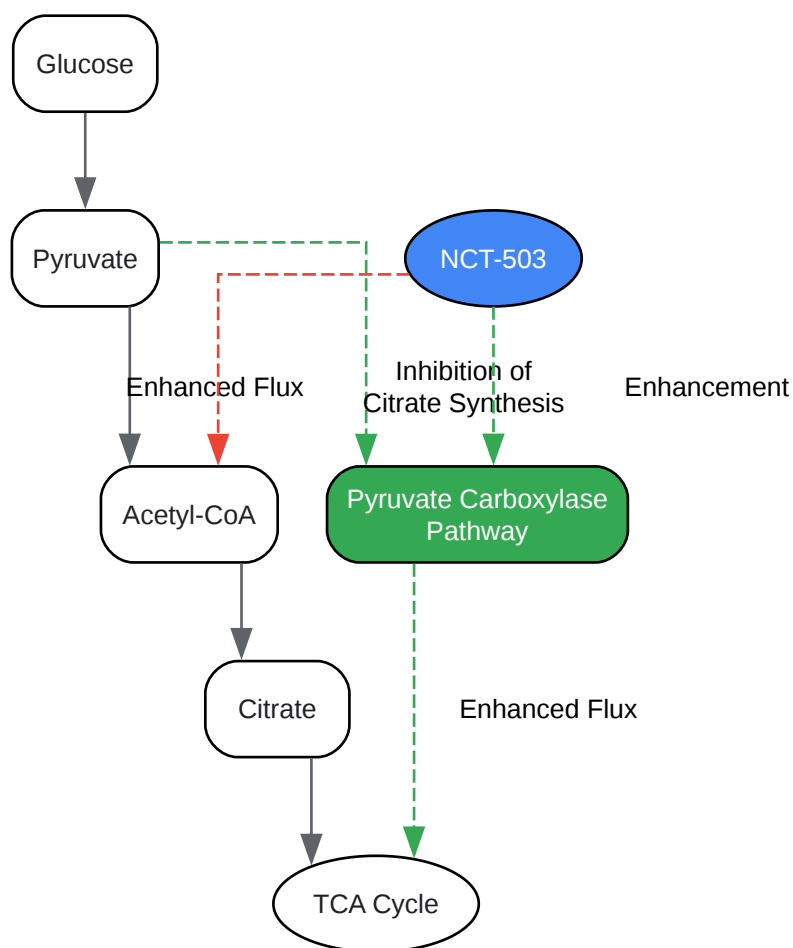 Glucose
Pyruvate
NCT-503
Enhanced Flux
Inhibition of
Citrate Synthesis
Enhancement
Acetyl-CoA
Pyruvate Carboxylase
Pathway
Citrate
Enhanced Flux
TCA Cycle